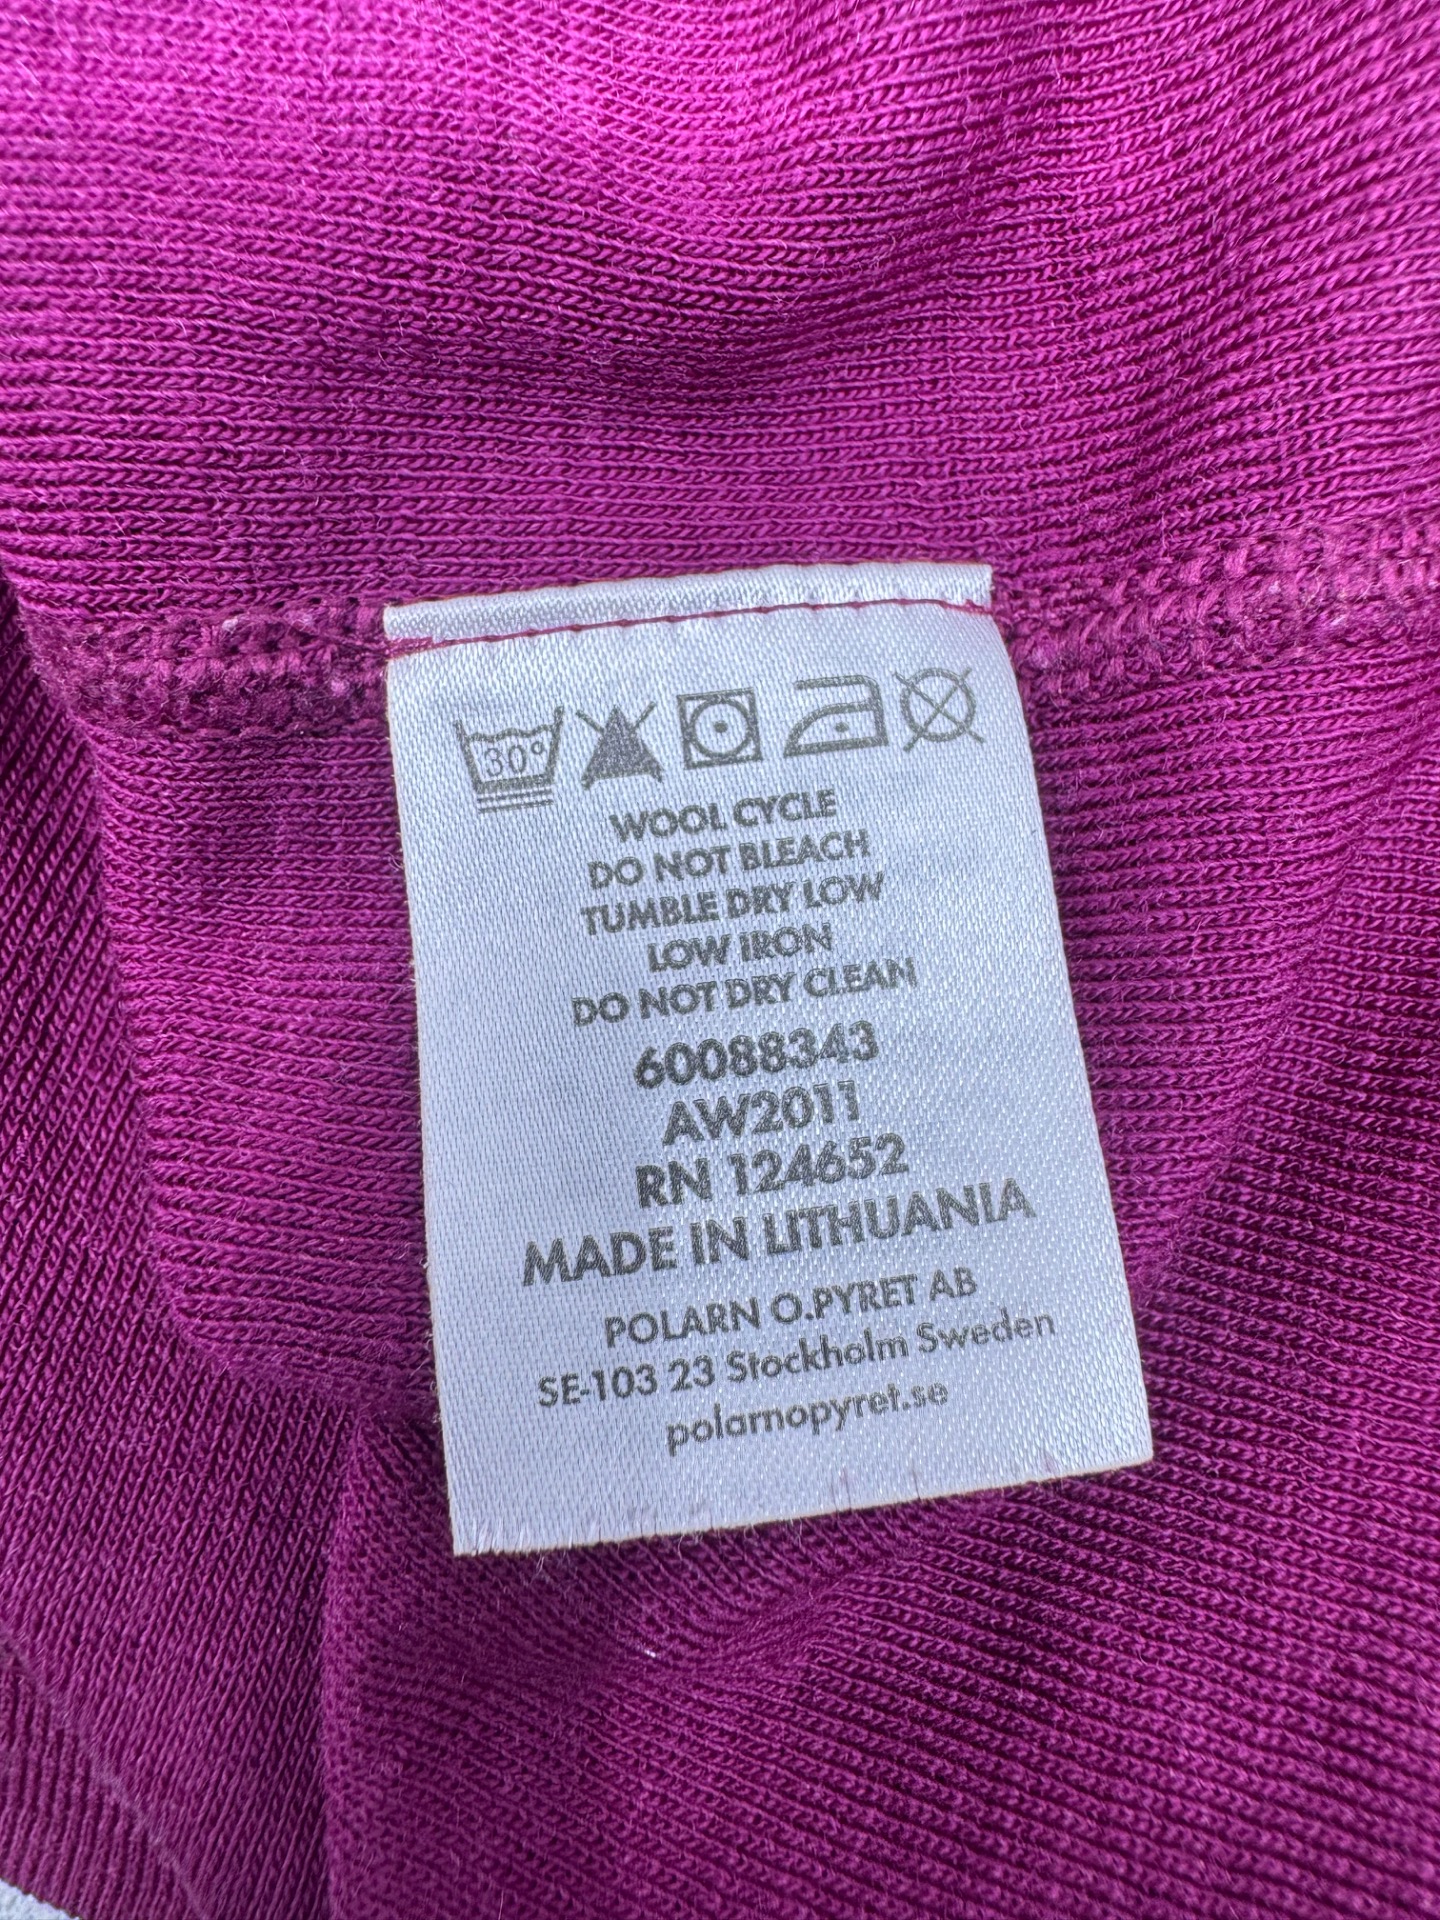 30°
WOOL CYCLE
DO NOT BLEACH
TUMBLE DRY LOW
LOW IRON
DO NOT DRY CLEAN
60088343
AW2011
RN 124652
MADE IN LITHUANIA
POLARN O.PYRET AB
SE-103 23 Stockholm Sweden
polarnopyret.se